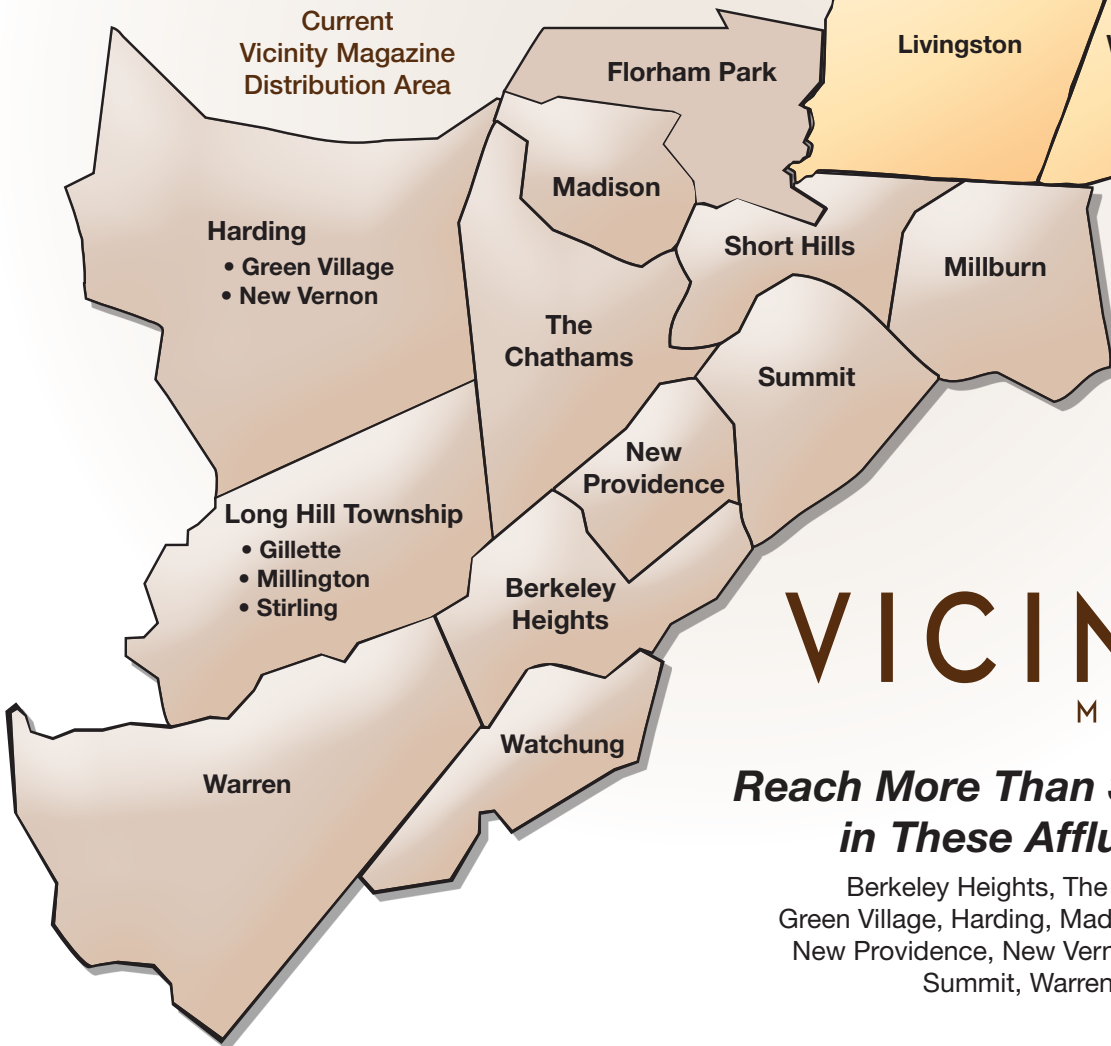 Current
Vicinity Magazine
Distribution Area
Livingston
Florham Park
Madison
Harding
• Green Village
• New Vernon
Short Hills
Millburn
The
Chathams
Summit
New
Providence
Long Hill Township
• Gillette
• Millington
• Stirling
Berkeley
Heights
Watchung
Warren
VICIN
M
Reach More Than
in These Afflu
Berkeley Heights, The
Green Village, Harding, Mad
New Providence, New Vern
Summit, Warren